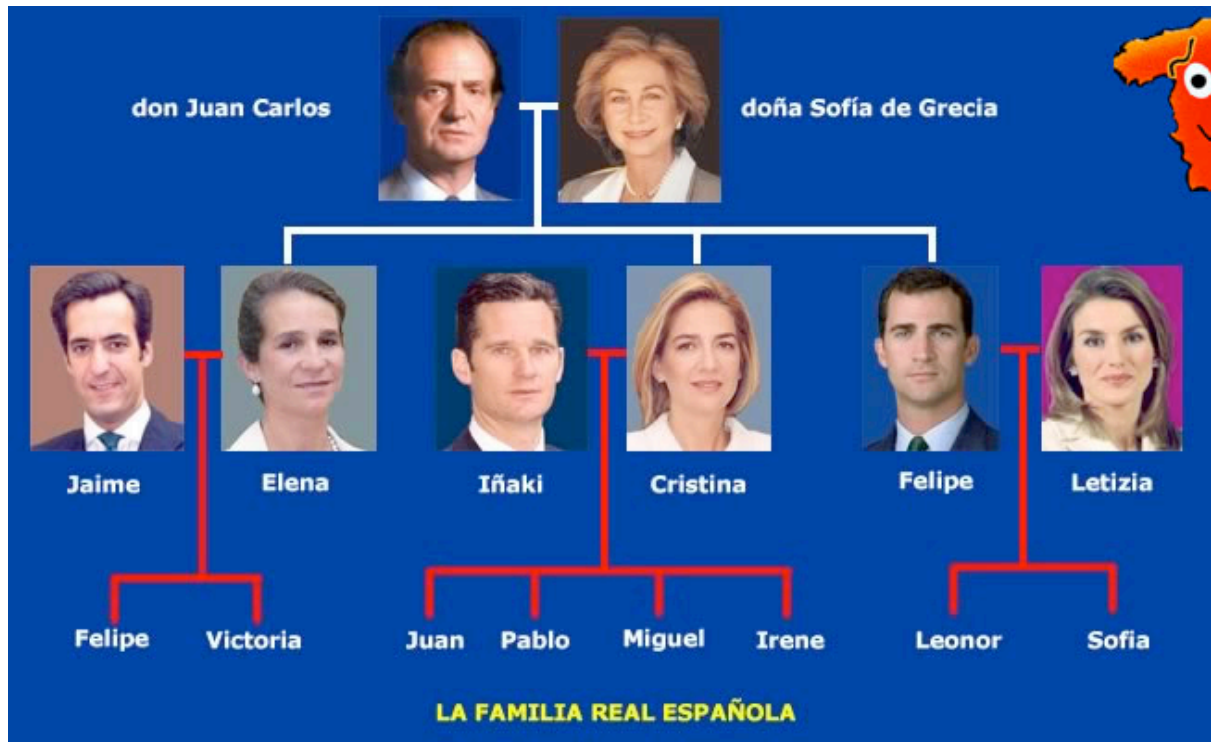 don Juan Carlos
doña Sofía de Grecia
Jaime
Elena
Iñaki
Cristina
Felipe
Letizia
Felipe
Victoria
Juan
Pablo
Miguel
Irene
Leonor
Sofia
LA FAMILIA REAL ESPAÑOLA